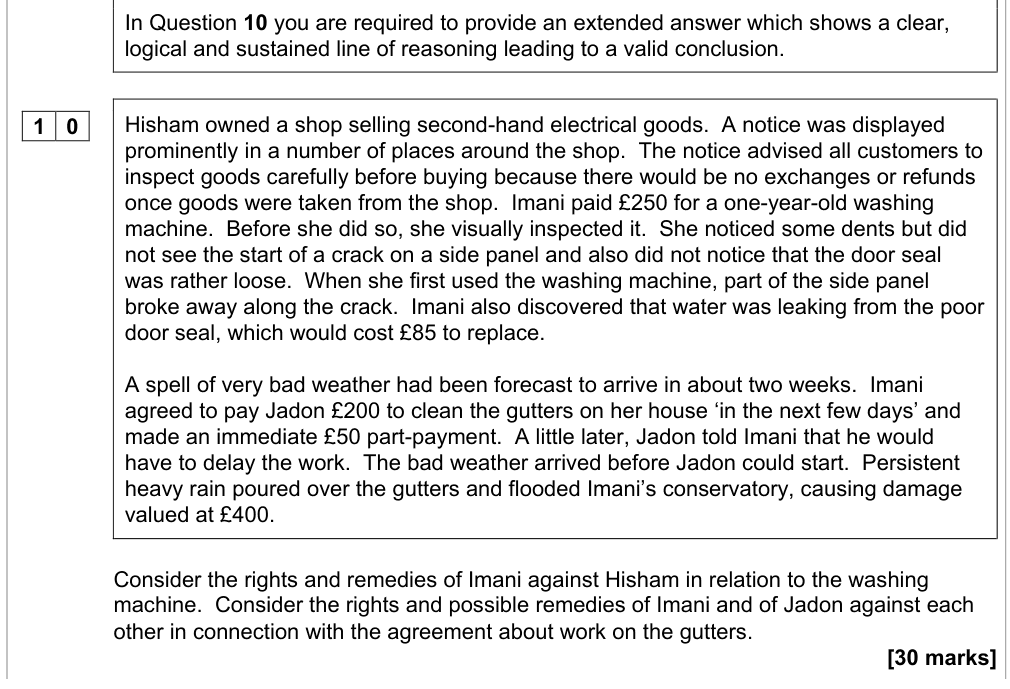 In Question 10 you are required to provide an extended answer which shows a clear,
logical and sustained line of reasoning leading to a valid conclusion.
1 0
Hisham owned a shop selling second-hand electrical goods.  A notice was displayed
prominently in a number of places around the shop.  The notice advised all customers to
inspect goods carefully before buying because there would be no exchanges or refunds
once goods were taken from the shop.  Imani paid £250 for a one-year-old washing
machine.  Before she did so, she visually inspected it.  She noticed some dents but did
not see the start of a crack on a side panel and also did not notice that the door seal
was rather loose.  When she first used the washing machine, part of the side panel
broke away along the crack.  Imani also discovered that water was leaking from the poor
door seal, which would cost £85 to replace.
A spell of very bad weather had been forecast to arrive in about two weeks.  Imani
agreed to pay Jadon £200 to clean the gutters on her house ‘in the next few days’ and
made an immediate £50 part-payment.  A little later, Jadon told Imani that he would
have to delay the work.  The bad weather arrived before Jadon could start.  Persistent
heavy rain poured over the gutters and flooded Imani’s conservatory, causing damage
valued at £400.
Consider the rights and remedies of Imani against Hisham in relation to the washing
machine.  Consider the rights and possible remedies of Imani and of Jadon against each
other in connection with the agreement about work on the gutters.
[30 marks]